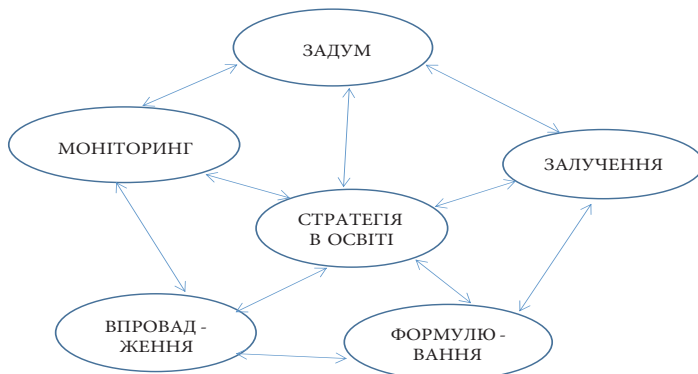 ЗАДУМ
МОНІТОРИНГ
ЗАЛУЧЕННЯ
СТРАТЕГІЯ
В ОСВІТІ
ВПРОВАД -
ЖЕННЯ
ФОРМУЛЮ -
ВАННЯ